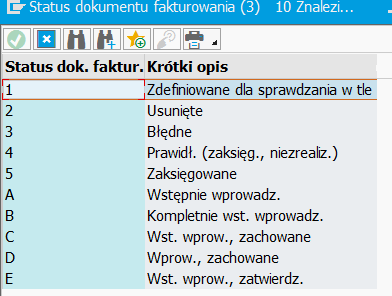 Status dokumentu fakturowania (3) 10 Znalezi...
Status dok. faktur. Krótki opis
1 Zdefiniowane dla sprawdzania w tle
2 Usunięte
3 Błędne
4 Prawidł. (zaksięg., niezrealiz.)
5 Zaksięgowane
A Wstępnie wprowadz.
B Kompletnie wst. wprowadz.
C Wst. wprow., zachowane
D Wprow., zachowane
E Wst. wprow., zatwierdz.